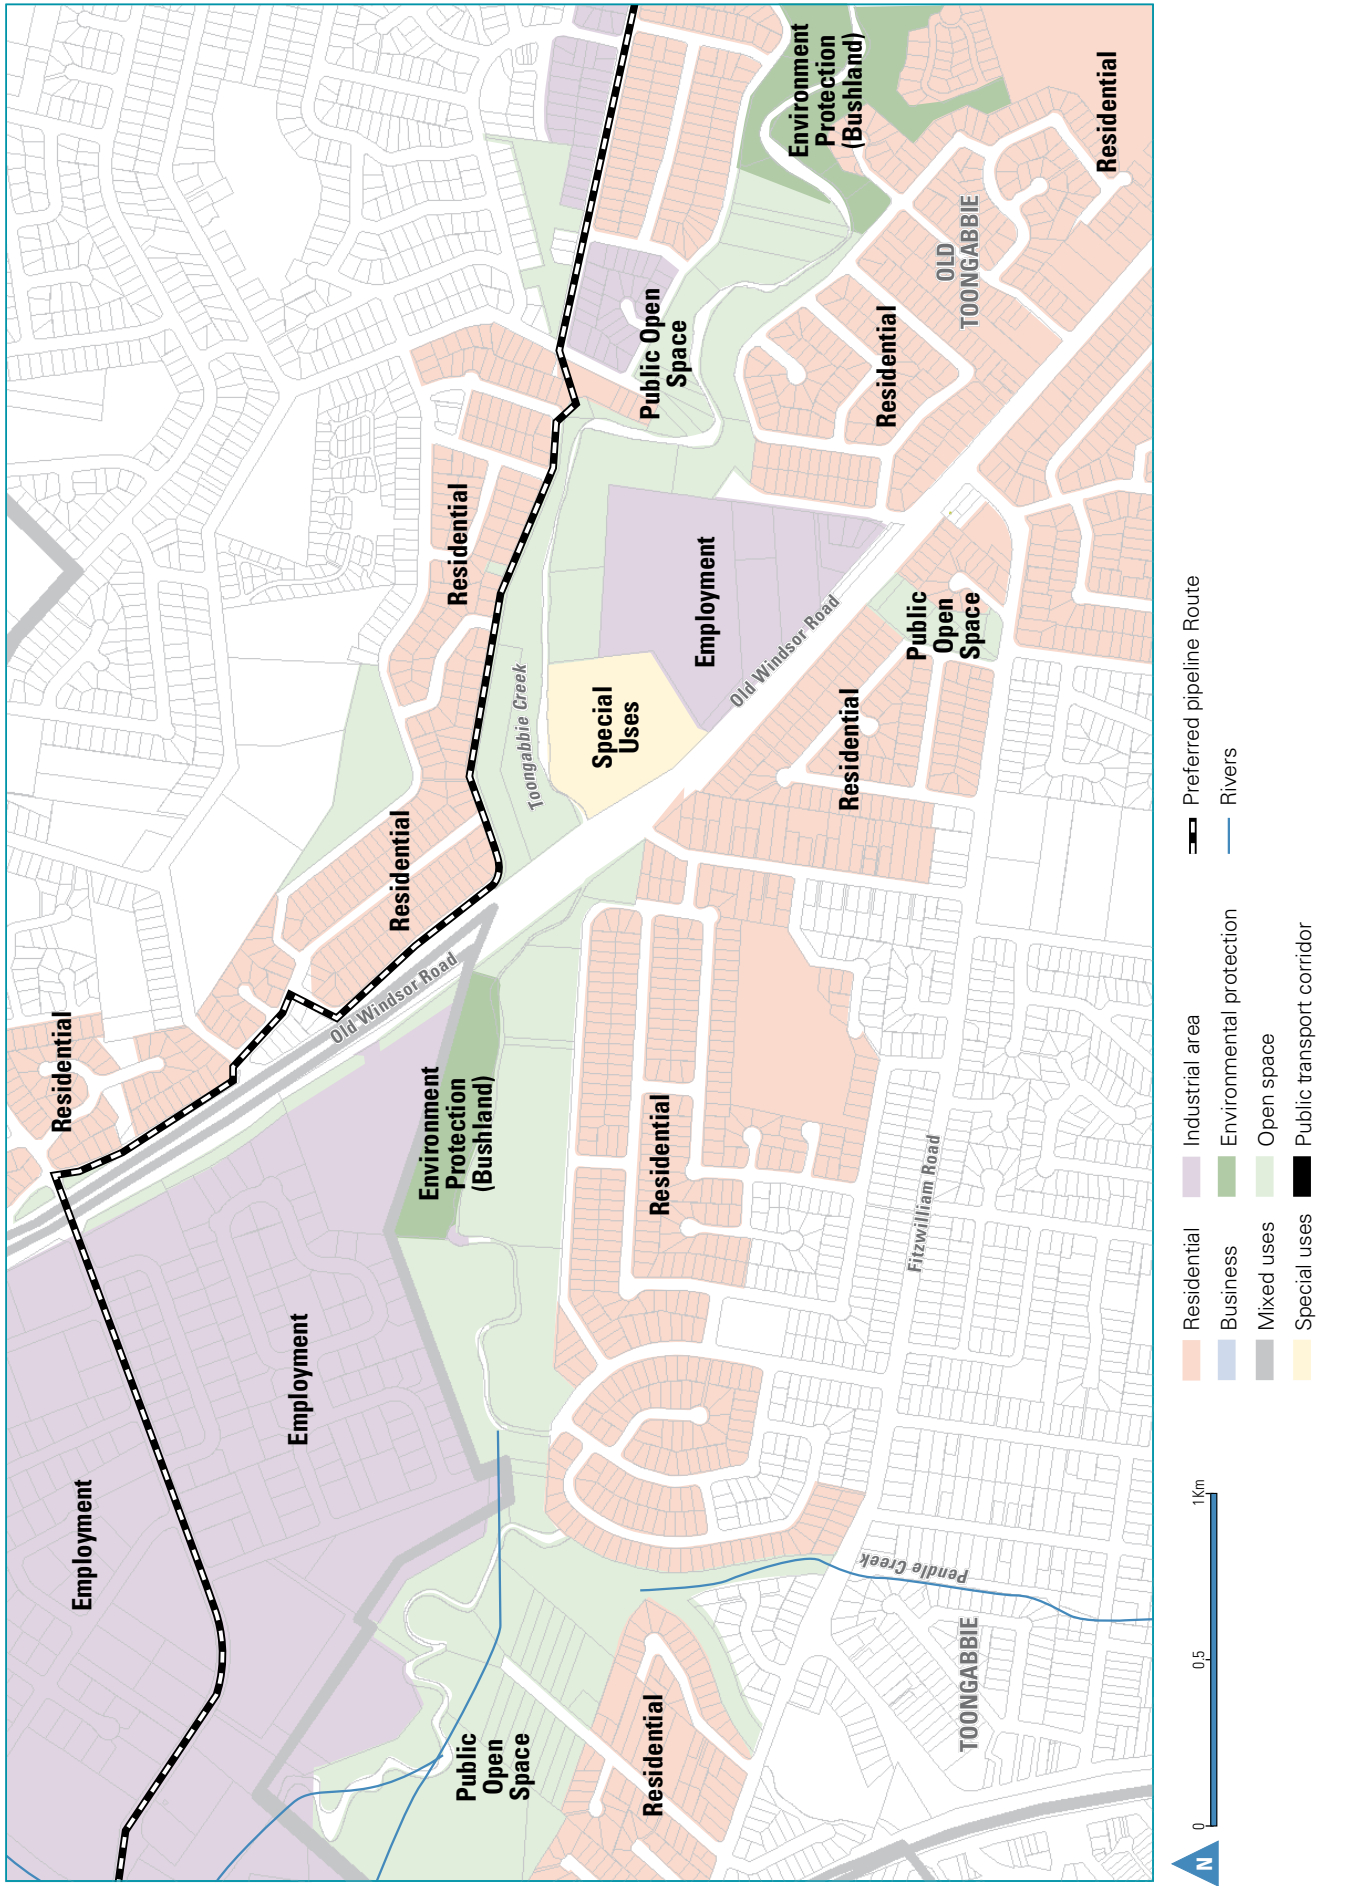 Employment
Employment
Residential
Old Windsor Road
Environment
Protection
(Bushland)
Residential
Residential
Toongabbie Creek
Special
Uses
Employment
Old Windsor Road
Public Open
Space
Environment
Protection
(Bushland)
Residential
OLD
TOONGABBIE
Residential
Public
Open
Space
Residential
Residential
Fitzwilliam Road
Public
Open
Space
Residential
Pendle Creek
TOONGABBIE
N
0
0.5
1Km
Residential
Business
Mixed uses
Special uses
Industrial area
Environmental protection
Open space
Public transport corridor
Preferred pipeline Route
Rivers